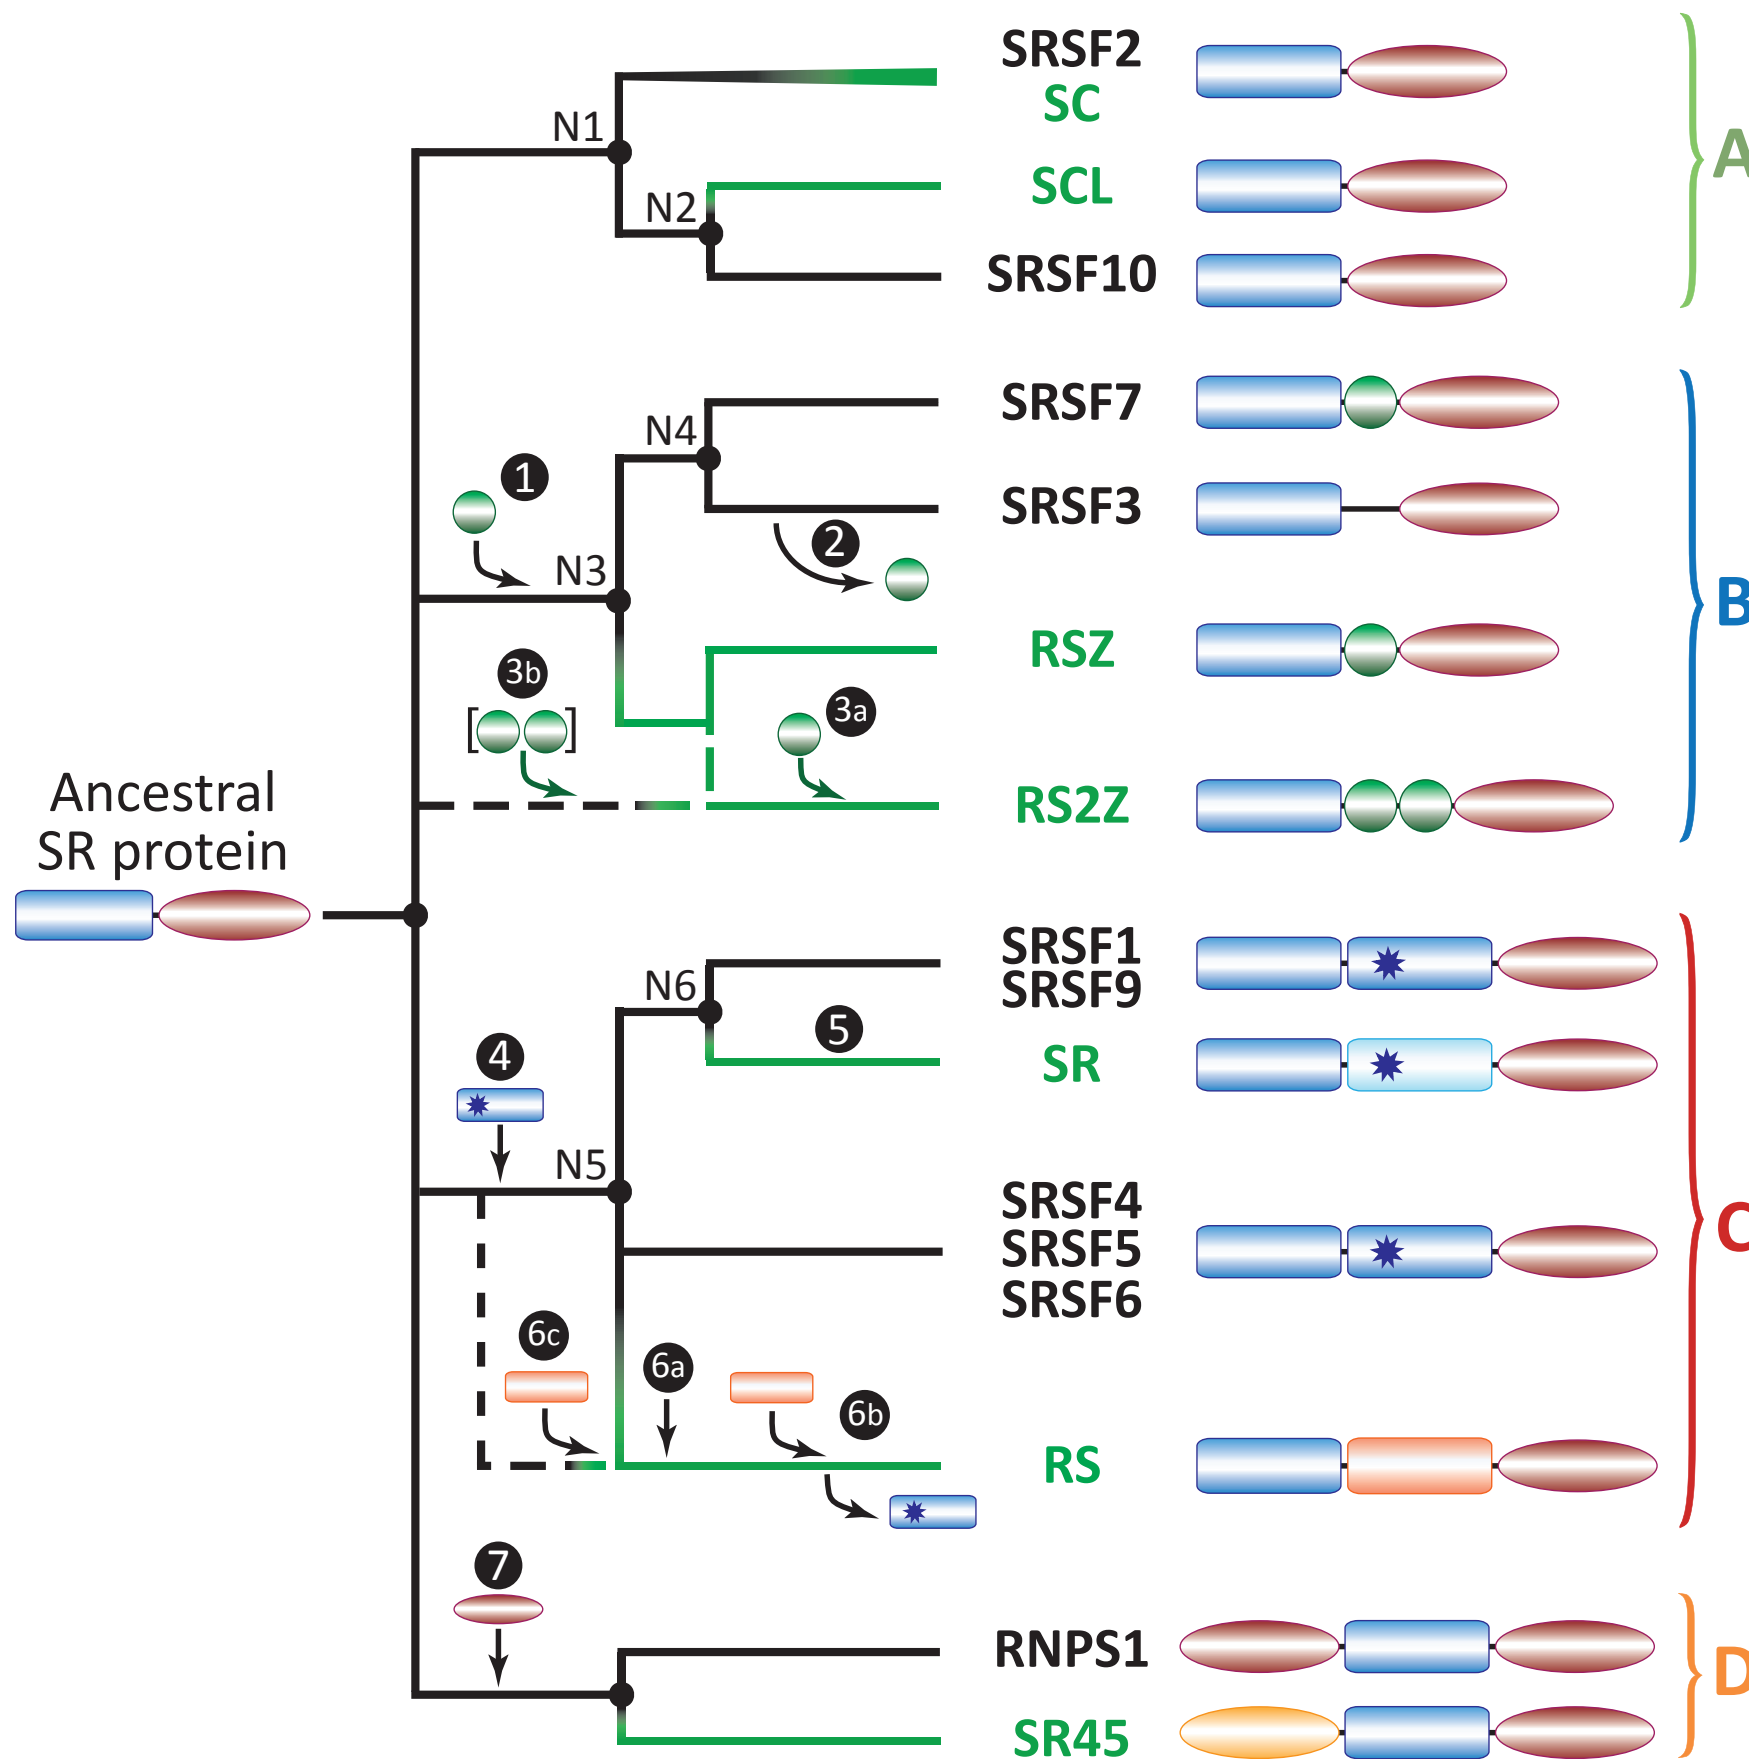 SRSF2
SC
A
N1
SCL
N2
SRSF10
SRSF7
N4
1
SRSF3
2
N3
B
RSZ
3b
3a
[ ]
Ancestral
SR protein
RS2Z
SRSF1
SRSF9
N6
5
SR
4
N5
C
SRSF4
SRSF5
SRSF6
6c
6a
6b
RS
7
RNPS1
D
SR45